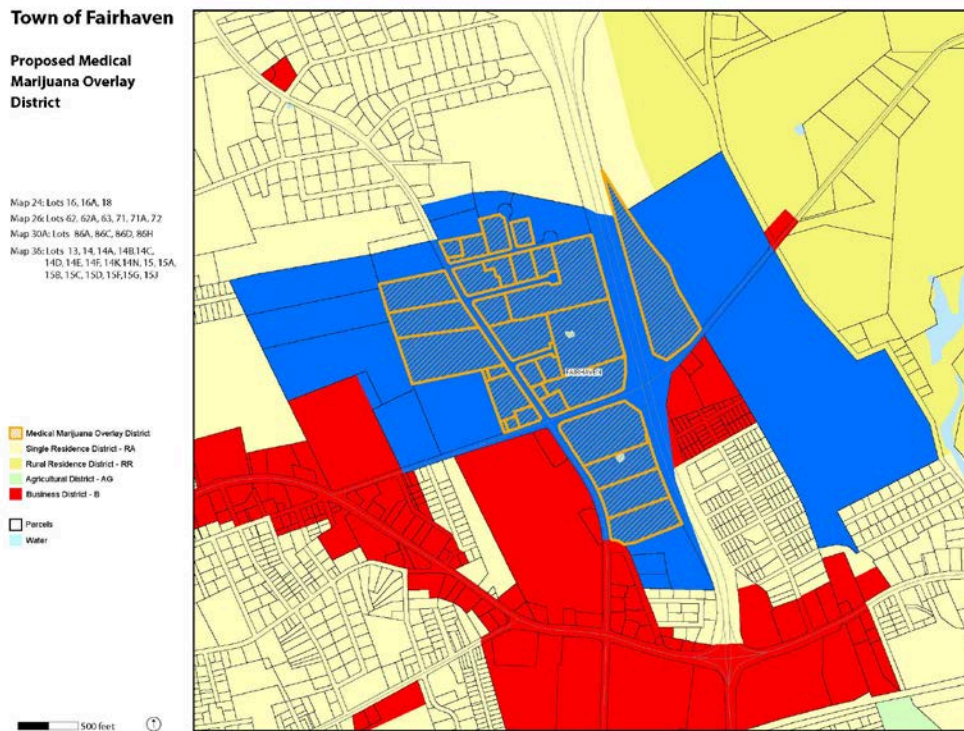 Town of Fairhaven
Proposed Medical
Marijuana Overlay
District
Map 24: Lots 16, 16A, 18
Map 26: Lots 62, 62A, 63, 71, 71A, 72
Map 30A: Lots 86A, 86C, 86D, 86H
Map 36: Lots 13, 14, 14A, 14B,14C,
14D, 14E, 14F, 14K,14N, 15, 15A,
15B, 15C, 15D, 15F,15G, 15J
FAIRHAVEN
Medical Marijuana Overlay District
Single Residence District - RA
Rural Residence District - RR
Agricultural District - AG
Business District - B
Parcels
Water
500 feet